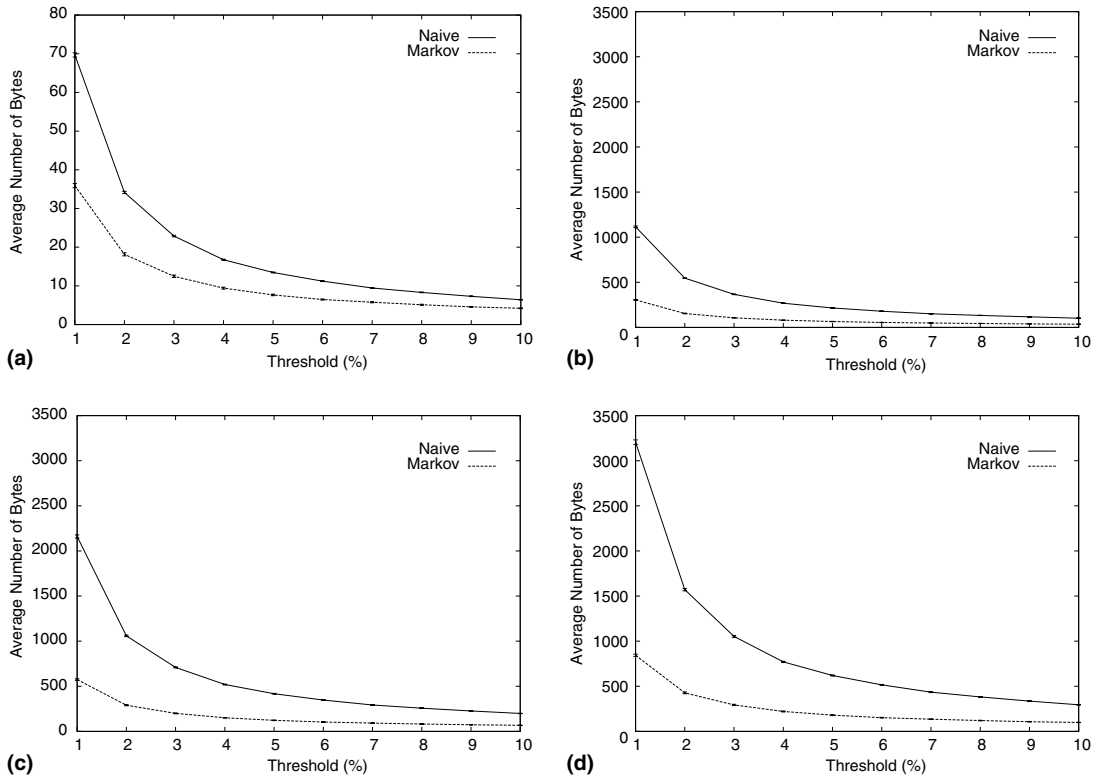 80
70
60
50
40
30
20
10
0
Average Number of Bytes
Naive
Markov
1 2 3 4 5 6 7 8 9 10
Threshold (%)
(a)
3500
3000
2500
2000
1500
1000
500
0
Average Number of Bytes
Naive
Markov
1 2 3 4 5 6 7 8 9 10
Threshold (%)
(b)
3500
3000
2500
2000
1500
1000
500
0
Average Number of Bytes
Naive
Markov
1 2 3 4 5 6 7 8 9 10
Threshold (%)
(c)
3500
3000
2500
2000
1500
1000
500
0
Average Number of Bytes
Naive
Markov
1 2 3 4 5 6 7 8 9 10
Threshold (%)
(d)